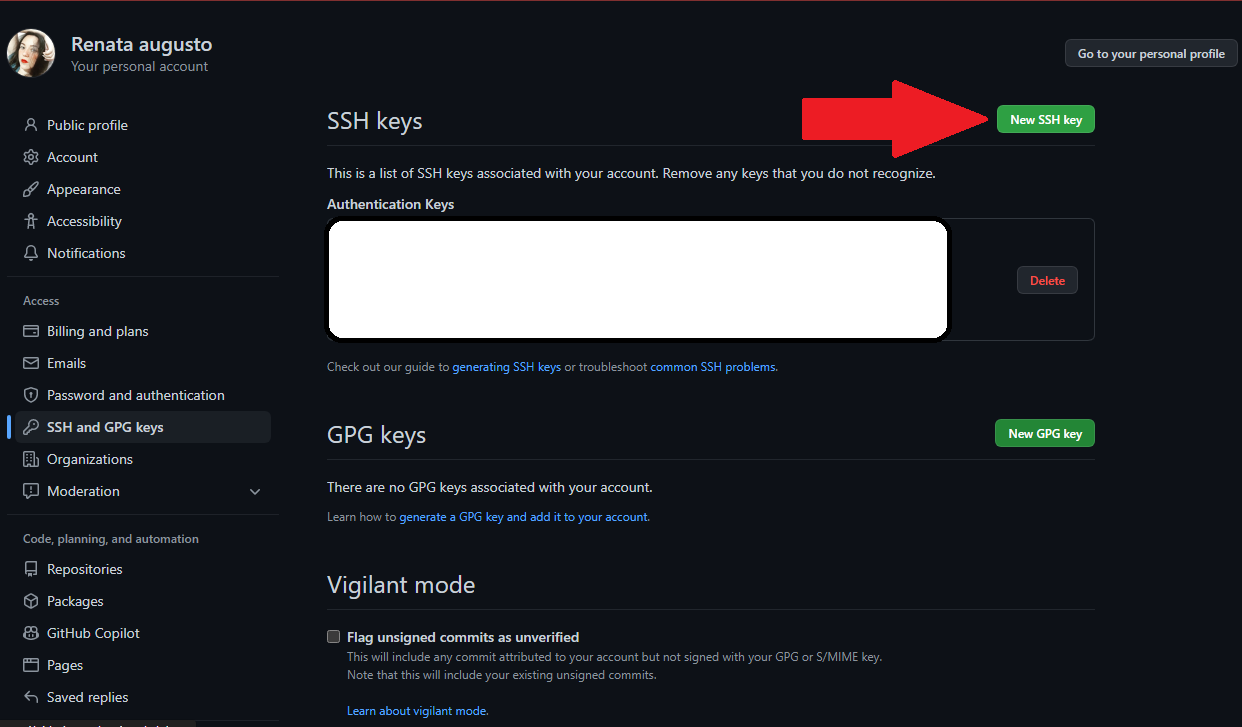 Renata augusto
Your personal account
Go to your personal profile
Public profile
Account
Appearance
Accessibility
Notifications
Access
Billing and plans
Emails
Password and authentication
SSH and GPG keys
Organizations
Moderation
Code, planning, and automation
Repositories
Packages
GitHub Copilot
Pages
Saved replies
SSH keys
New SSH key
This is a list of SSH keys associated with your account. Remove any keys that you do not recognize.
Authentication Keys
Delete
Check out our guide to generating SSH keys or troubleshoot common SSH problems.
GPG keys
New GPG key
There are no GPG keys associated with your account.
Learn how to generate a GPG key and add it to your account.
Vigilant mode
Flag unsigned commits as unverified
This will include any commit attributed to your account but not signed with your GPG or S/MIME key.
Note that this will include your existing unsigned commits.
Learn about vigilant mode.